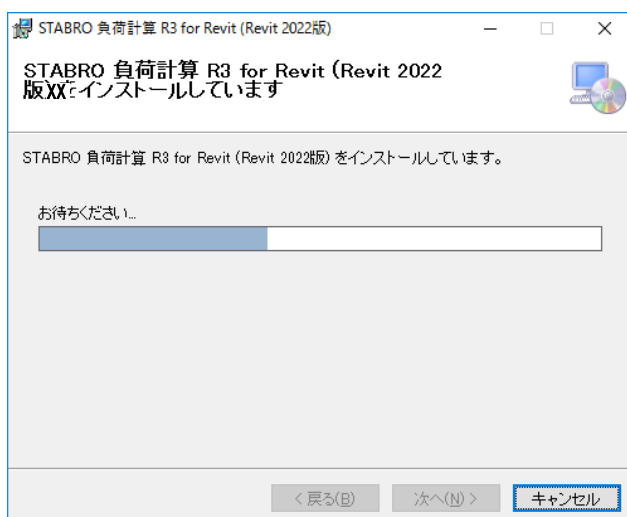 STABRO 負荷計算 R3 for Revit (Revit 2022版)
STABRO 負荷計算 R3 for Revit (Revit 2022
版)XXをインストールしています
STABRO 負荷計算 R3 for Revit (Revit 2022版) をインストールしています。
お待ちください...
< 戻る(B)
次へ(N) >
キャンセル